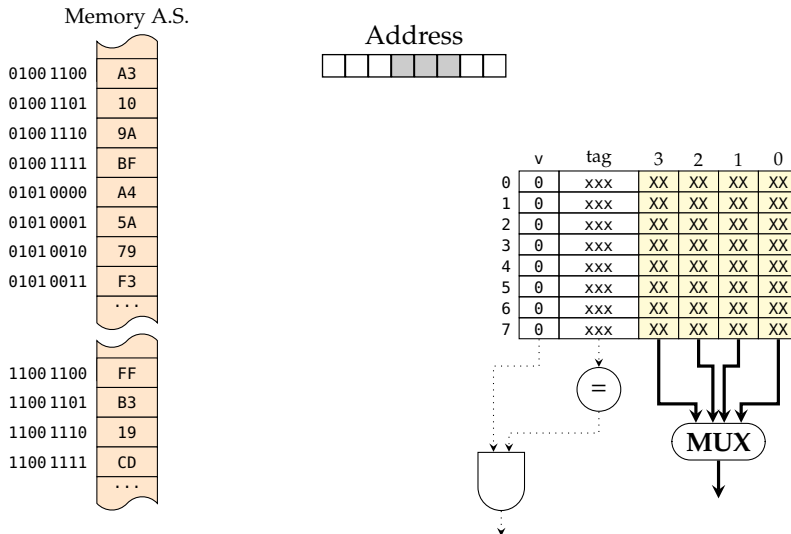 Memory A.S.
Address
0100 1100 A3
0100 1101 10
0100 1110 9A
0100 1111 BF
0101 0000 A4
0101 0001 5A
0101 0010 79
0101 0011 F3
...
1100 1100 FF
1100 1101 B3
1100 1110 19
1100 1111 CD
...
v tag 3 2 1 0
0 0 xxx XX XX XX XX
1 0 xxx XX XX XX XX
2 0 xxx XX XX XX XX
3 0 xxx XX XX XX XX
4 0 xxx XX XX XX XX
5 0 xxx XX XX XX XX
6 0 xxx XX XX XX XX
7 0 xxx XX XX XX XX
=
MUX